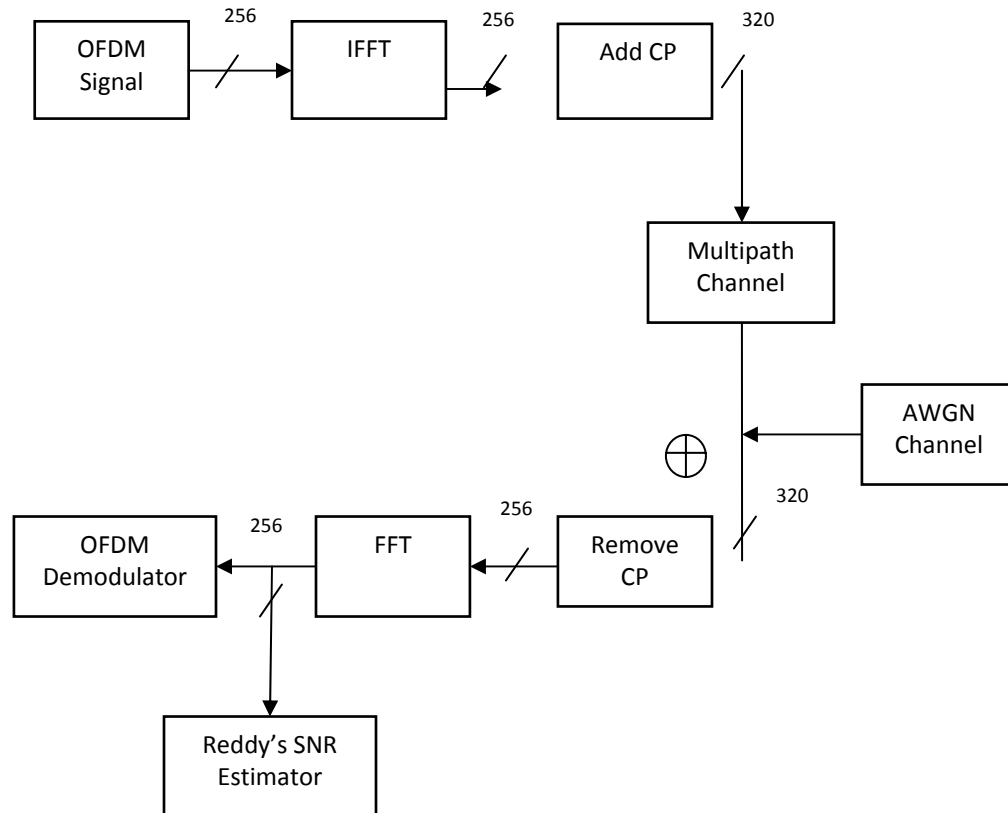 256
256
320
OFDM
Signal
IFFT
Add CP
Multipath
Channel
AWGN
Channel
320
256
256
OFDM
Demodulator
FFT
Remove
CP
Reddy’s SNR
Estimator